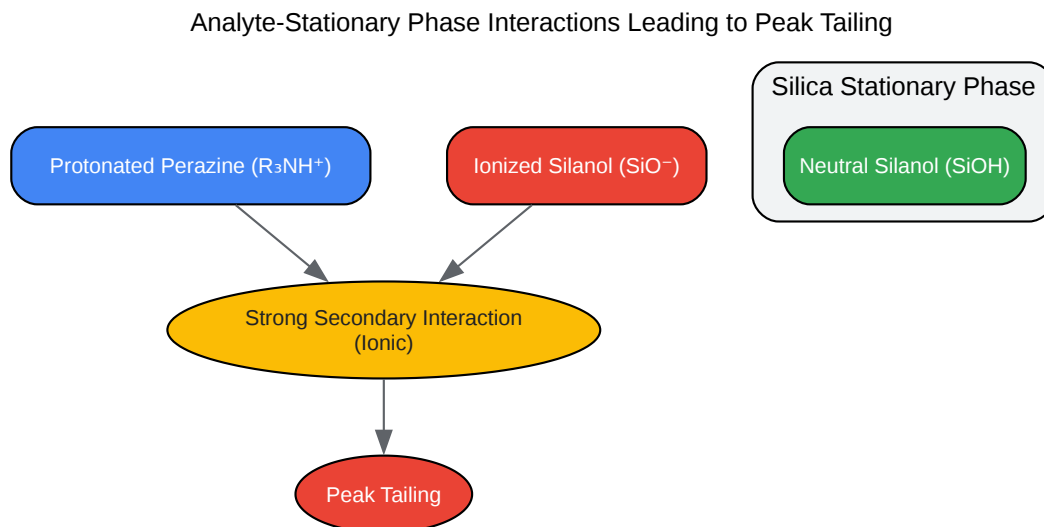 Analyte-Stationary Phase Interactions Leading to Peak Tailing
Silica Stationary Phase
Protonated Perazine (R₃NH⁺)
Ionized Silanol (SiO⁻)
Neutral Silanol (SiOH)
Strong Secondary Interaction
(Ionic)
Peak Tailing